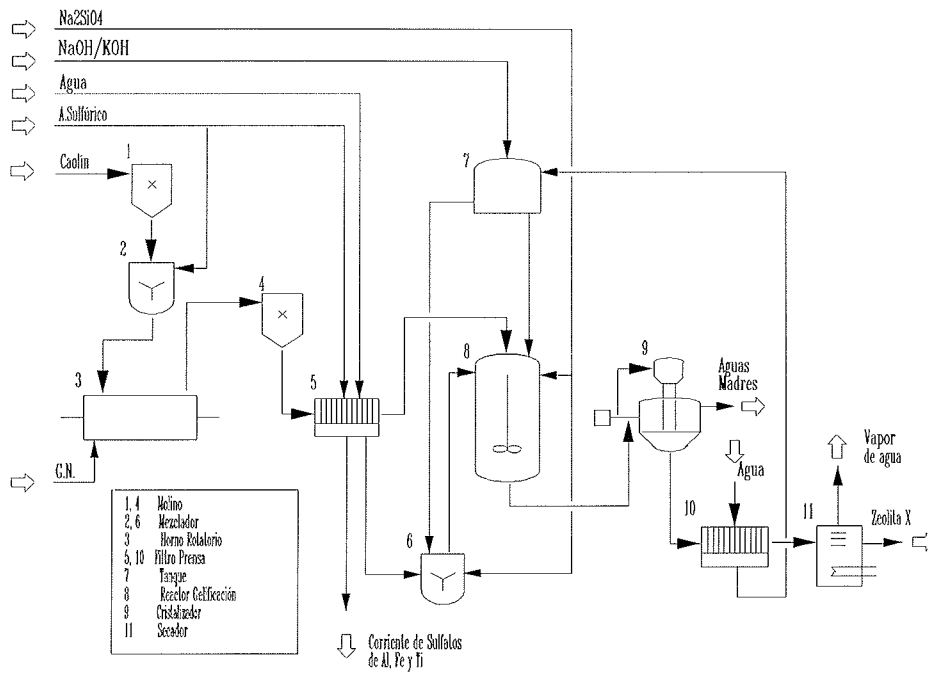 Na2SiO4
NaOH/KOH
Agua
A.Sulfúrico
Caolín
1
2
3
4
5
6
7
8
9
10
11
G.N.
Aguas
Madres
Agua
Vapor
de agua
Zeolita X
Corriente de Sulfatos
de Al, Fe y Ti
1, 4 Molino
2, 6 Mezclador
3 Horno Rotatorio
5, 10 Filtro Prensa
7 Tanque
8 Reactor Gelificación
9 Cristalizador
11 Secador